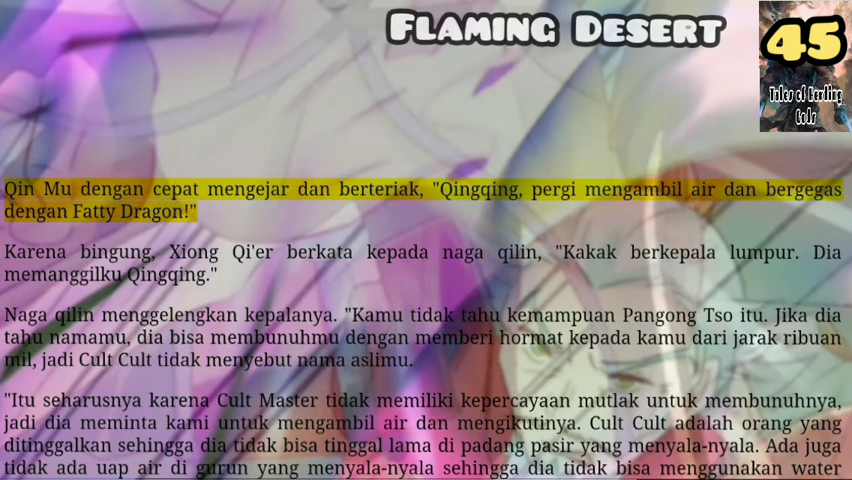 FLAMING DESERT
45
Tales of Herding
Gods
Qin Mu dengan cepat mengejar dan berteriak, "Qingqing, pergi mengambil air dan bergegas
dengan Fatty Dragon!"
Karena bingung, Xiong Qi'er berkata kepada naga qilin, "Kakak berkepala lumpur. Dia
memanggilku Qingqing."
Naga qilin menggelengkan kepalanya. "Kamu tidak tahu kemampuan Pangong Tso itu. Jika dia
tahu namamu, dia bisa membunuhmu dengan memberi hormat kepada kamu dari jarak ribuan
mil, jadi Cult Cult tidak menyebut nama aslimu.
"Itu seharusnya karena Cult Master tidak memiliki kepercayaan mutlak untuk membunuhnya,
jadi dia meminta kami untuk mengambil air dan mengikutinya. Cult Cult adalah orang yang
ditinggalkan sehingga dia tidak bisa tinggal lama di padang pasir yang menyala-nyala. Ada juga
tidak ada uap air di gurun yang menyala-nyala sehingga dia tidak bisa menggunakan water